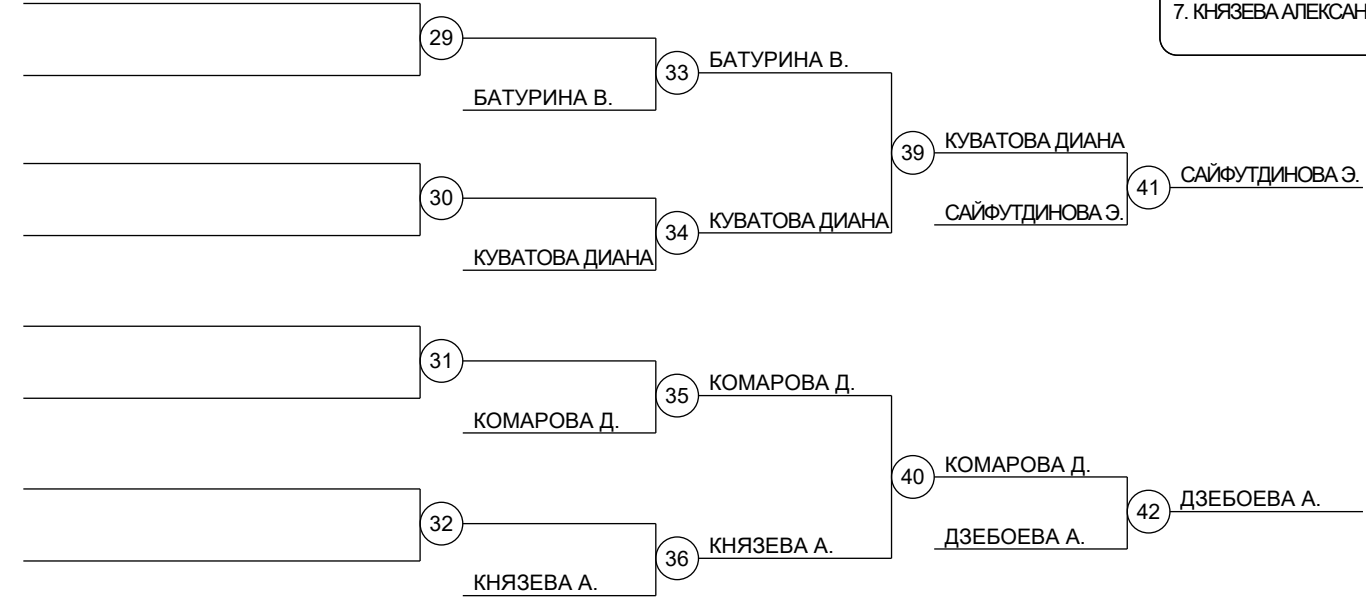 7. КНЯЗЕВА АЛЕКСАН
29
33
БАТУРИНА В.
БАТУРИНА В.
39
КУВАТОВА ДИАНА
41
САЙФУТДИНОВА Э.
30
34
КУВАТОВА ДИАНА
САЙФУТДИНОВА Э.
КУВАТОВА ДИАНА
31
35
КОМАРОВА Д.
КОМАРОВА Д.
40
КОМАРОВА Д.
42
ДЗЕБОЕВА А.
32
36
КНЯЗЕВА А.
ДЗЕБОЕВА А.
КНЯЗЕВА А.